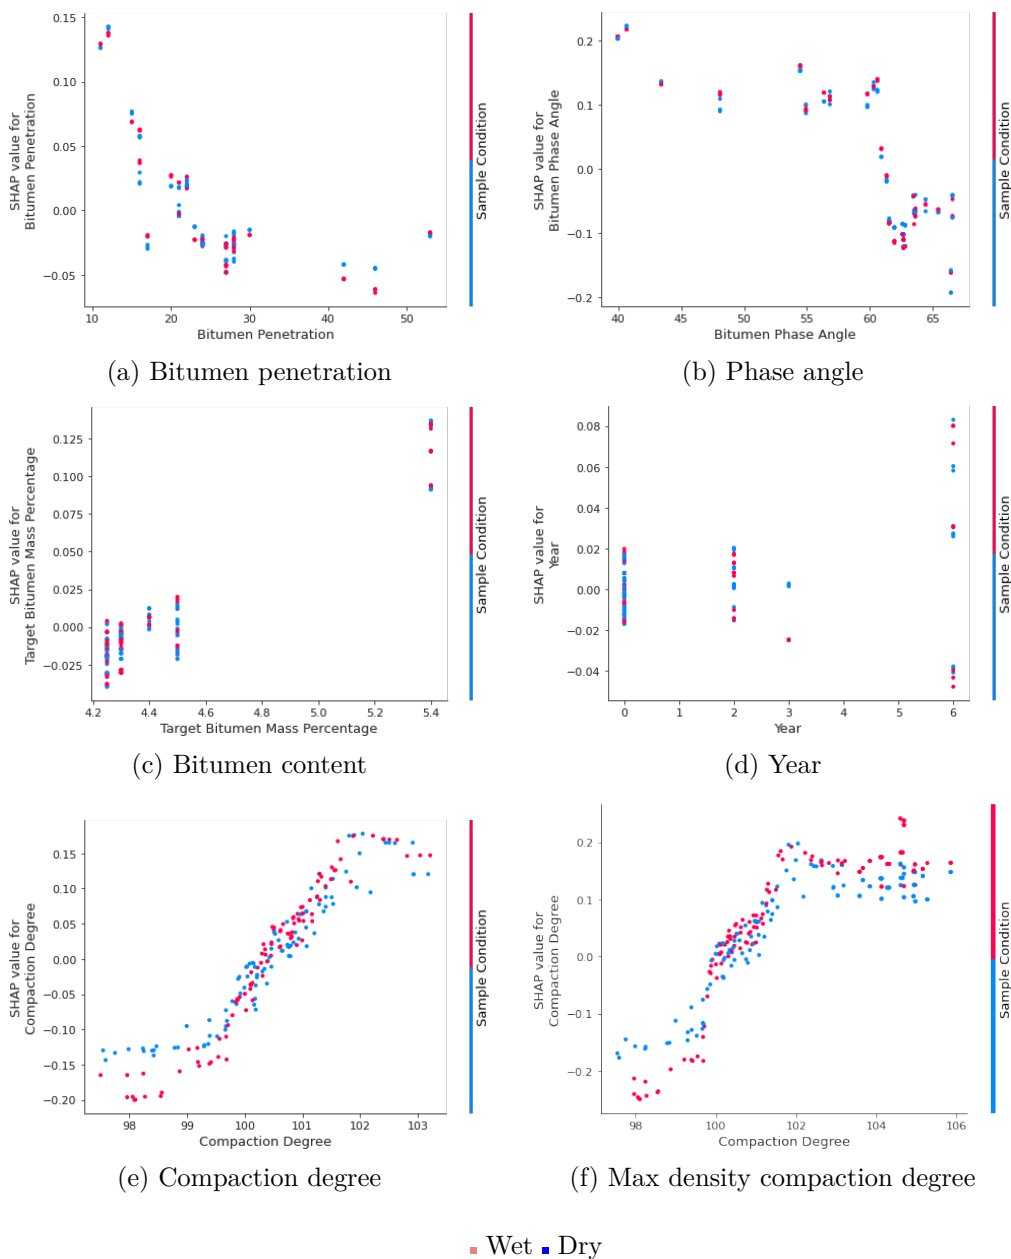 0.15
0.10
0.05
0.00
−0.05
SHAP value for
Bitumen Penetration
10 20 30 40 50
Bitumen Penetration
Sample Condition
(a) Bitumen penetration
0.2
0.1
0.0
−0.1
−0.2
SHAP value for
Bitumen Phase Angle
40 45 50 55 60 65
Bitumen Phase Angle
Sample Condition
(b) Phase angle
0.125
0.100
0.075
0.050
0.025
0.000
−0.025
SHAP value for
Target Bitumen Mass Percentage
4.2 4.4 4.6 4.8 5.0 5.2 5.4
Target Bitumen Mass Percentage
Sample Condition
(c) Bitumen content
0.08
0.06
0.04
0.02
0.00
−0.02
−0.04
SHAP value for
Year
0 1 2 3 4 5 6
Year
Sample Condition
(d) Year
0.15
0.10
0.05
0.00
−0.05
−0.10
−0.15
−0.20
SHAP value for
Compaction Degree
98 99 100 101 102 103
Compaction Degree
Sample Condition
(e) Compaction degree
0.2
0.1
0.0
−0.1
−0.2
SHAP value for
Compaction Degree
98 100 102 104 106
Compaction Degree
Sample Condition
(f) Max density compaction degree
Wet Dry